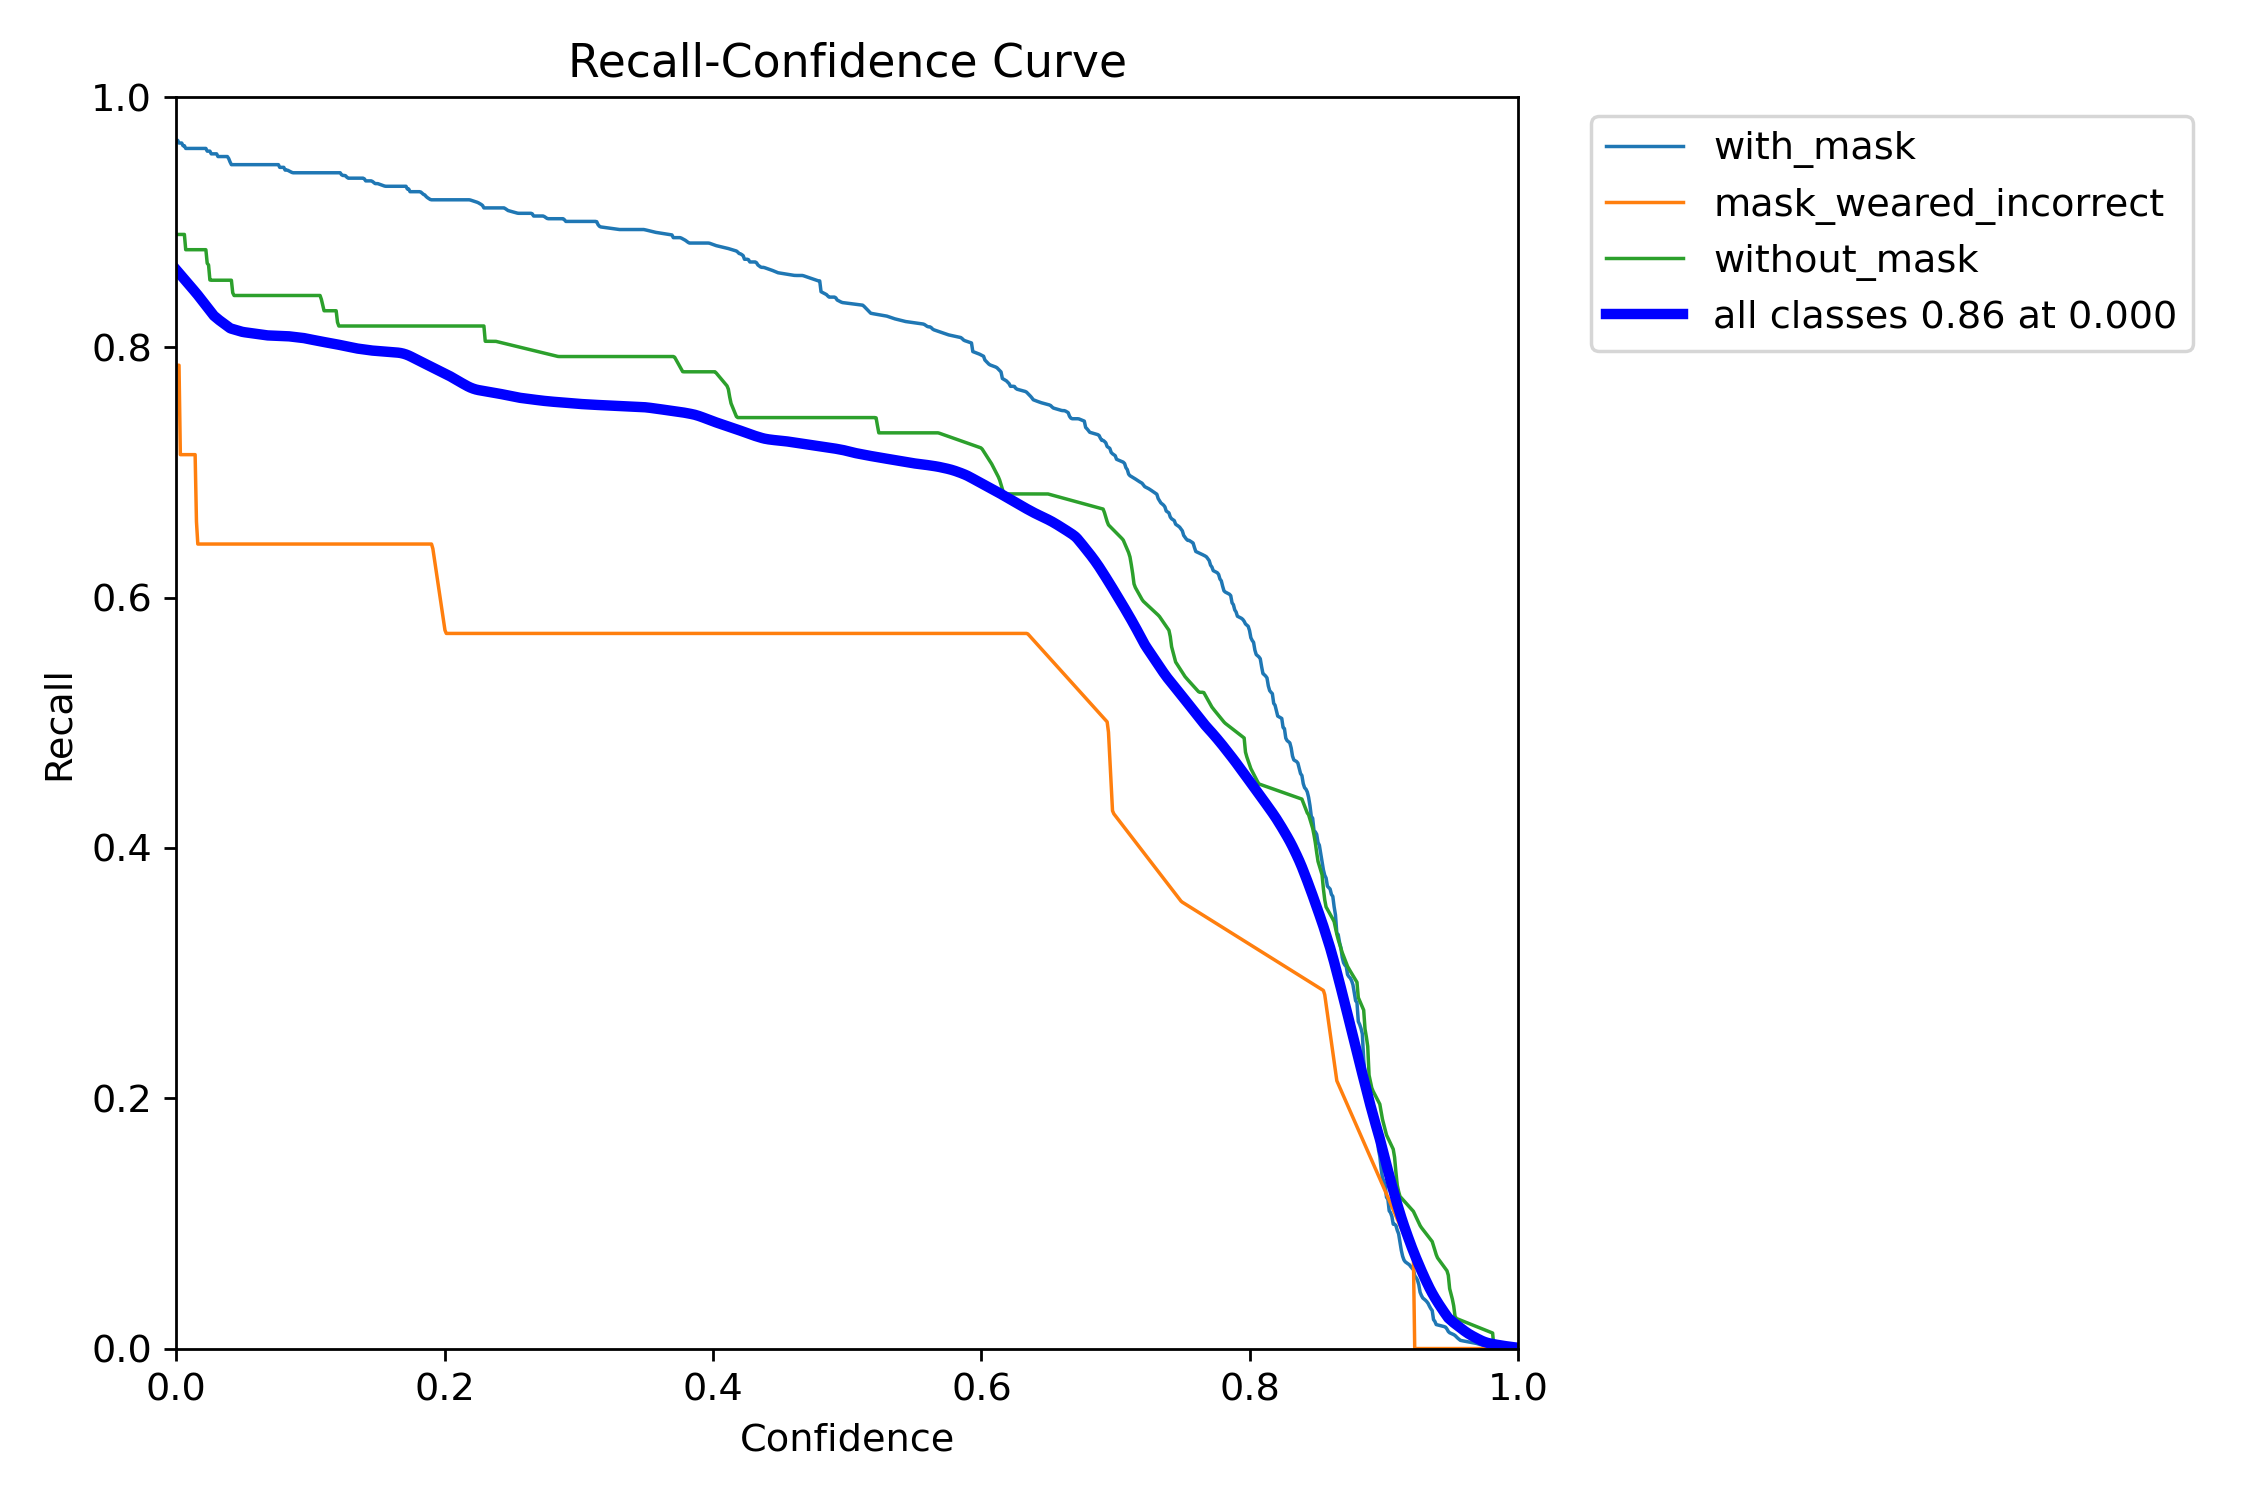 Recall-Confidence Curve
1.0
0.8
0.6
0.4
0.2
0.0
Recall
0.0 0.2 0.4 0.6 0.8 1.0
Confidence
with_mask
mask_weared_incorrect
without_mask
all classes 0.86 at 0.000